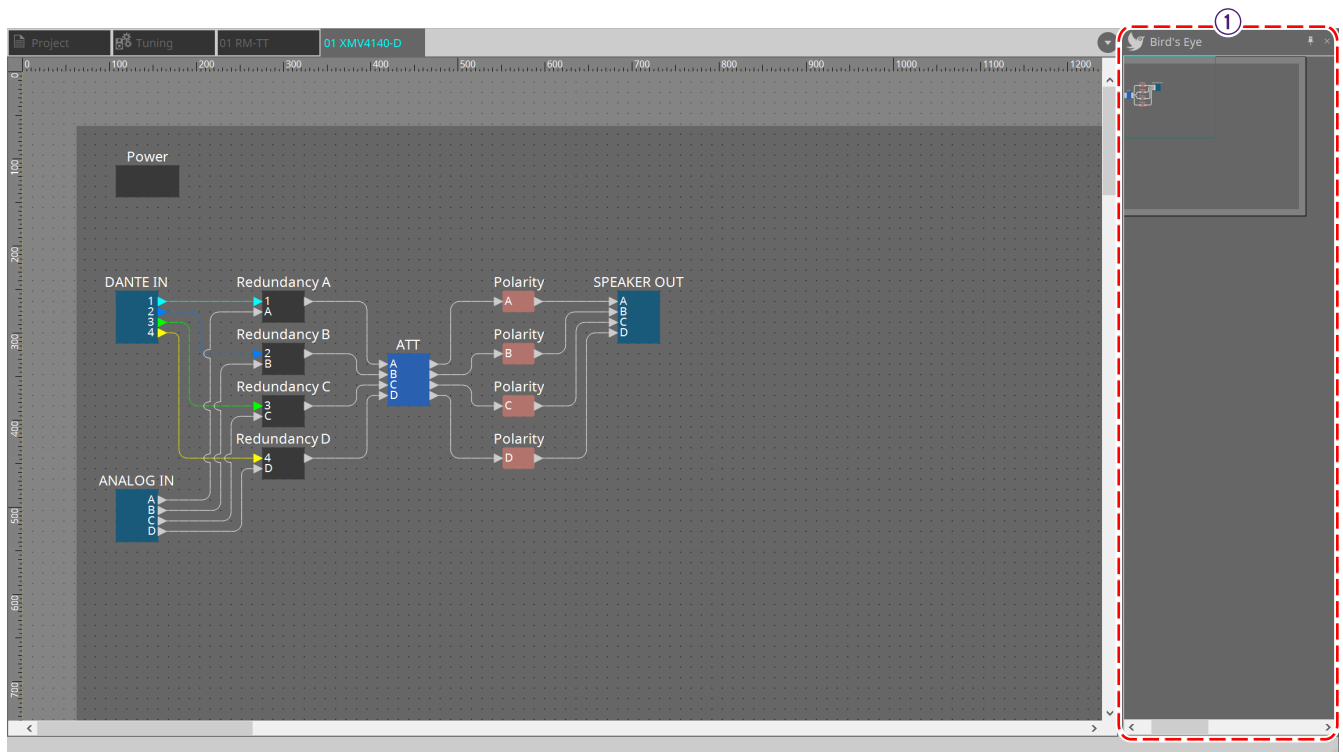 ①
Project
Tuning
01 RM-TT
01 XMV4140-D
Bird's Eye
0 100 200 300 400 500 600 700 800 900 1000 1100 1200
0
100
200
300
400
500
600
700
Power
DANTE IN
1
2
3
4
Redundancy A
1
A
Redundancy B
2
B
Redundancy C
3
C
Redundancy D
4
D
ANALOG IN
A
B
C
D
ATT
A
B
C
D
Polarity
A
Polarity
B
Polarity
C
Polarity
D
SPEAKER OUT
A
B
C
D